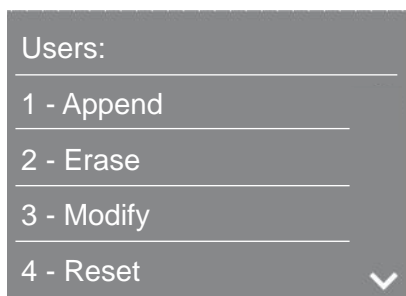 Users:
1 - Append
2 - Erase
3 - Modify
4 - Reset